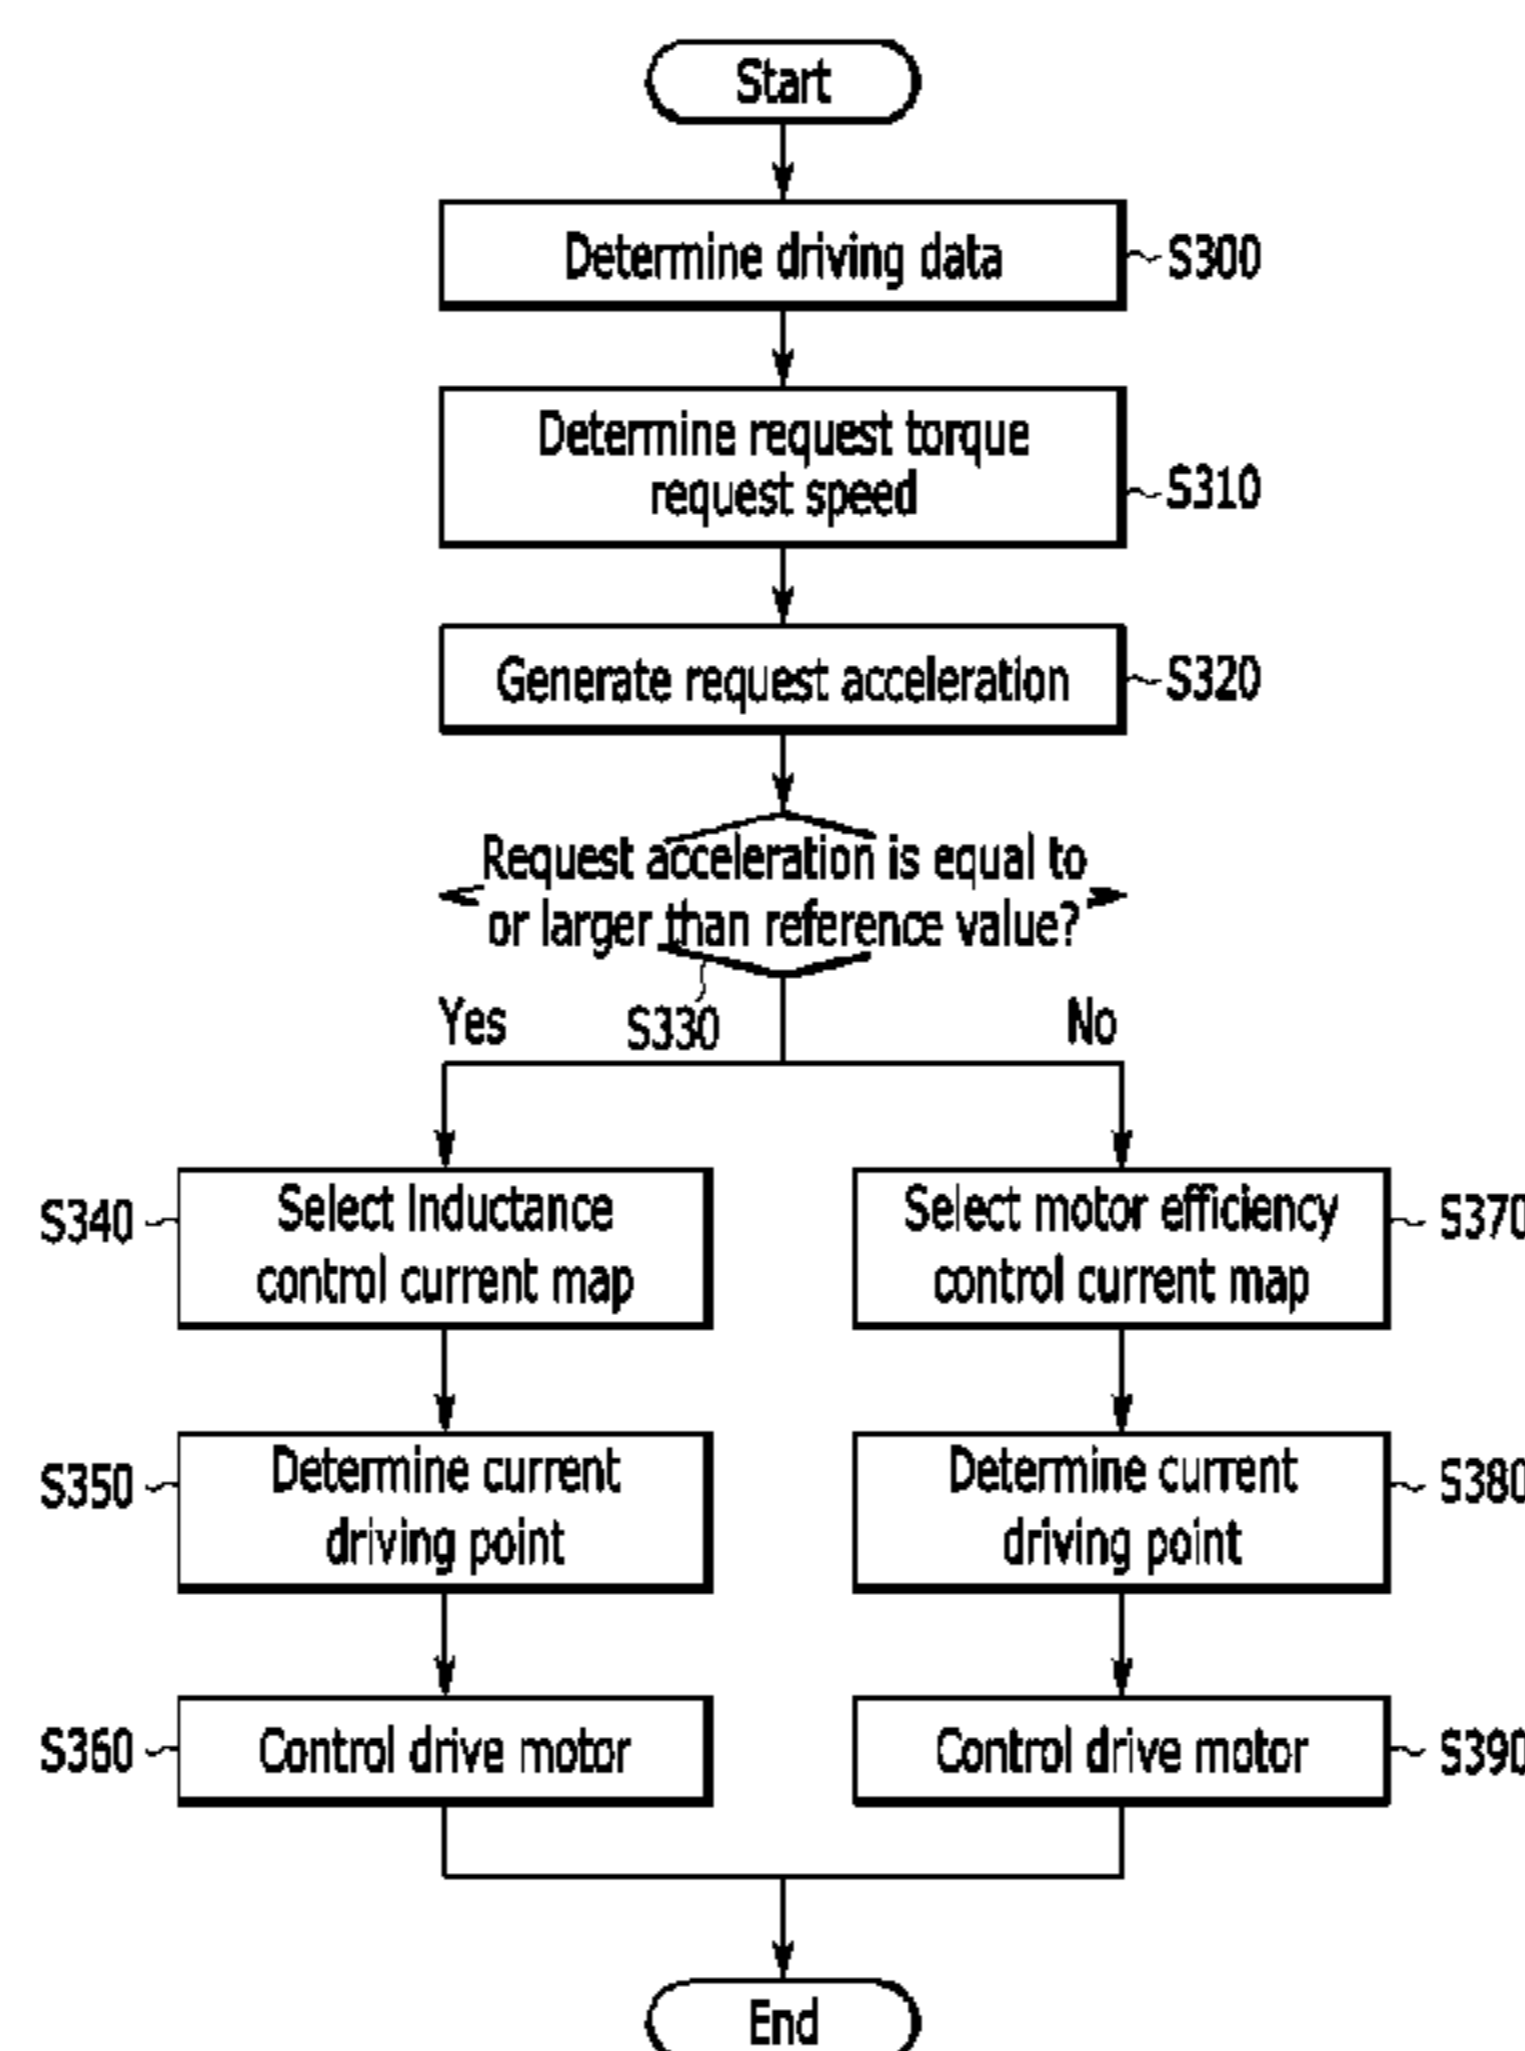 Start
Determine driving data
S300
Determine request torque
request speed
S310
Generate request acceleration
S320
Request acceleration is equal to
or larger than reference value?
S330
Yes
No
S340
Select inductance
control current map
Select motor efficiency
control current map
S370
S350
Determine current
driving point
Determine current
driving point
S380
S360
Control drive motor
Control drive motor
S390
End